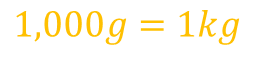 1,000g = 1kg